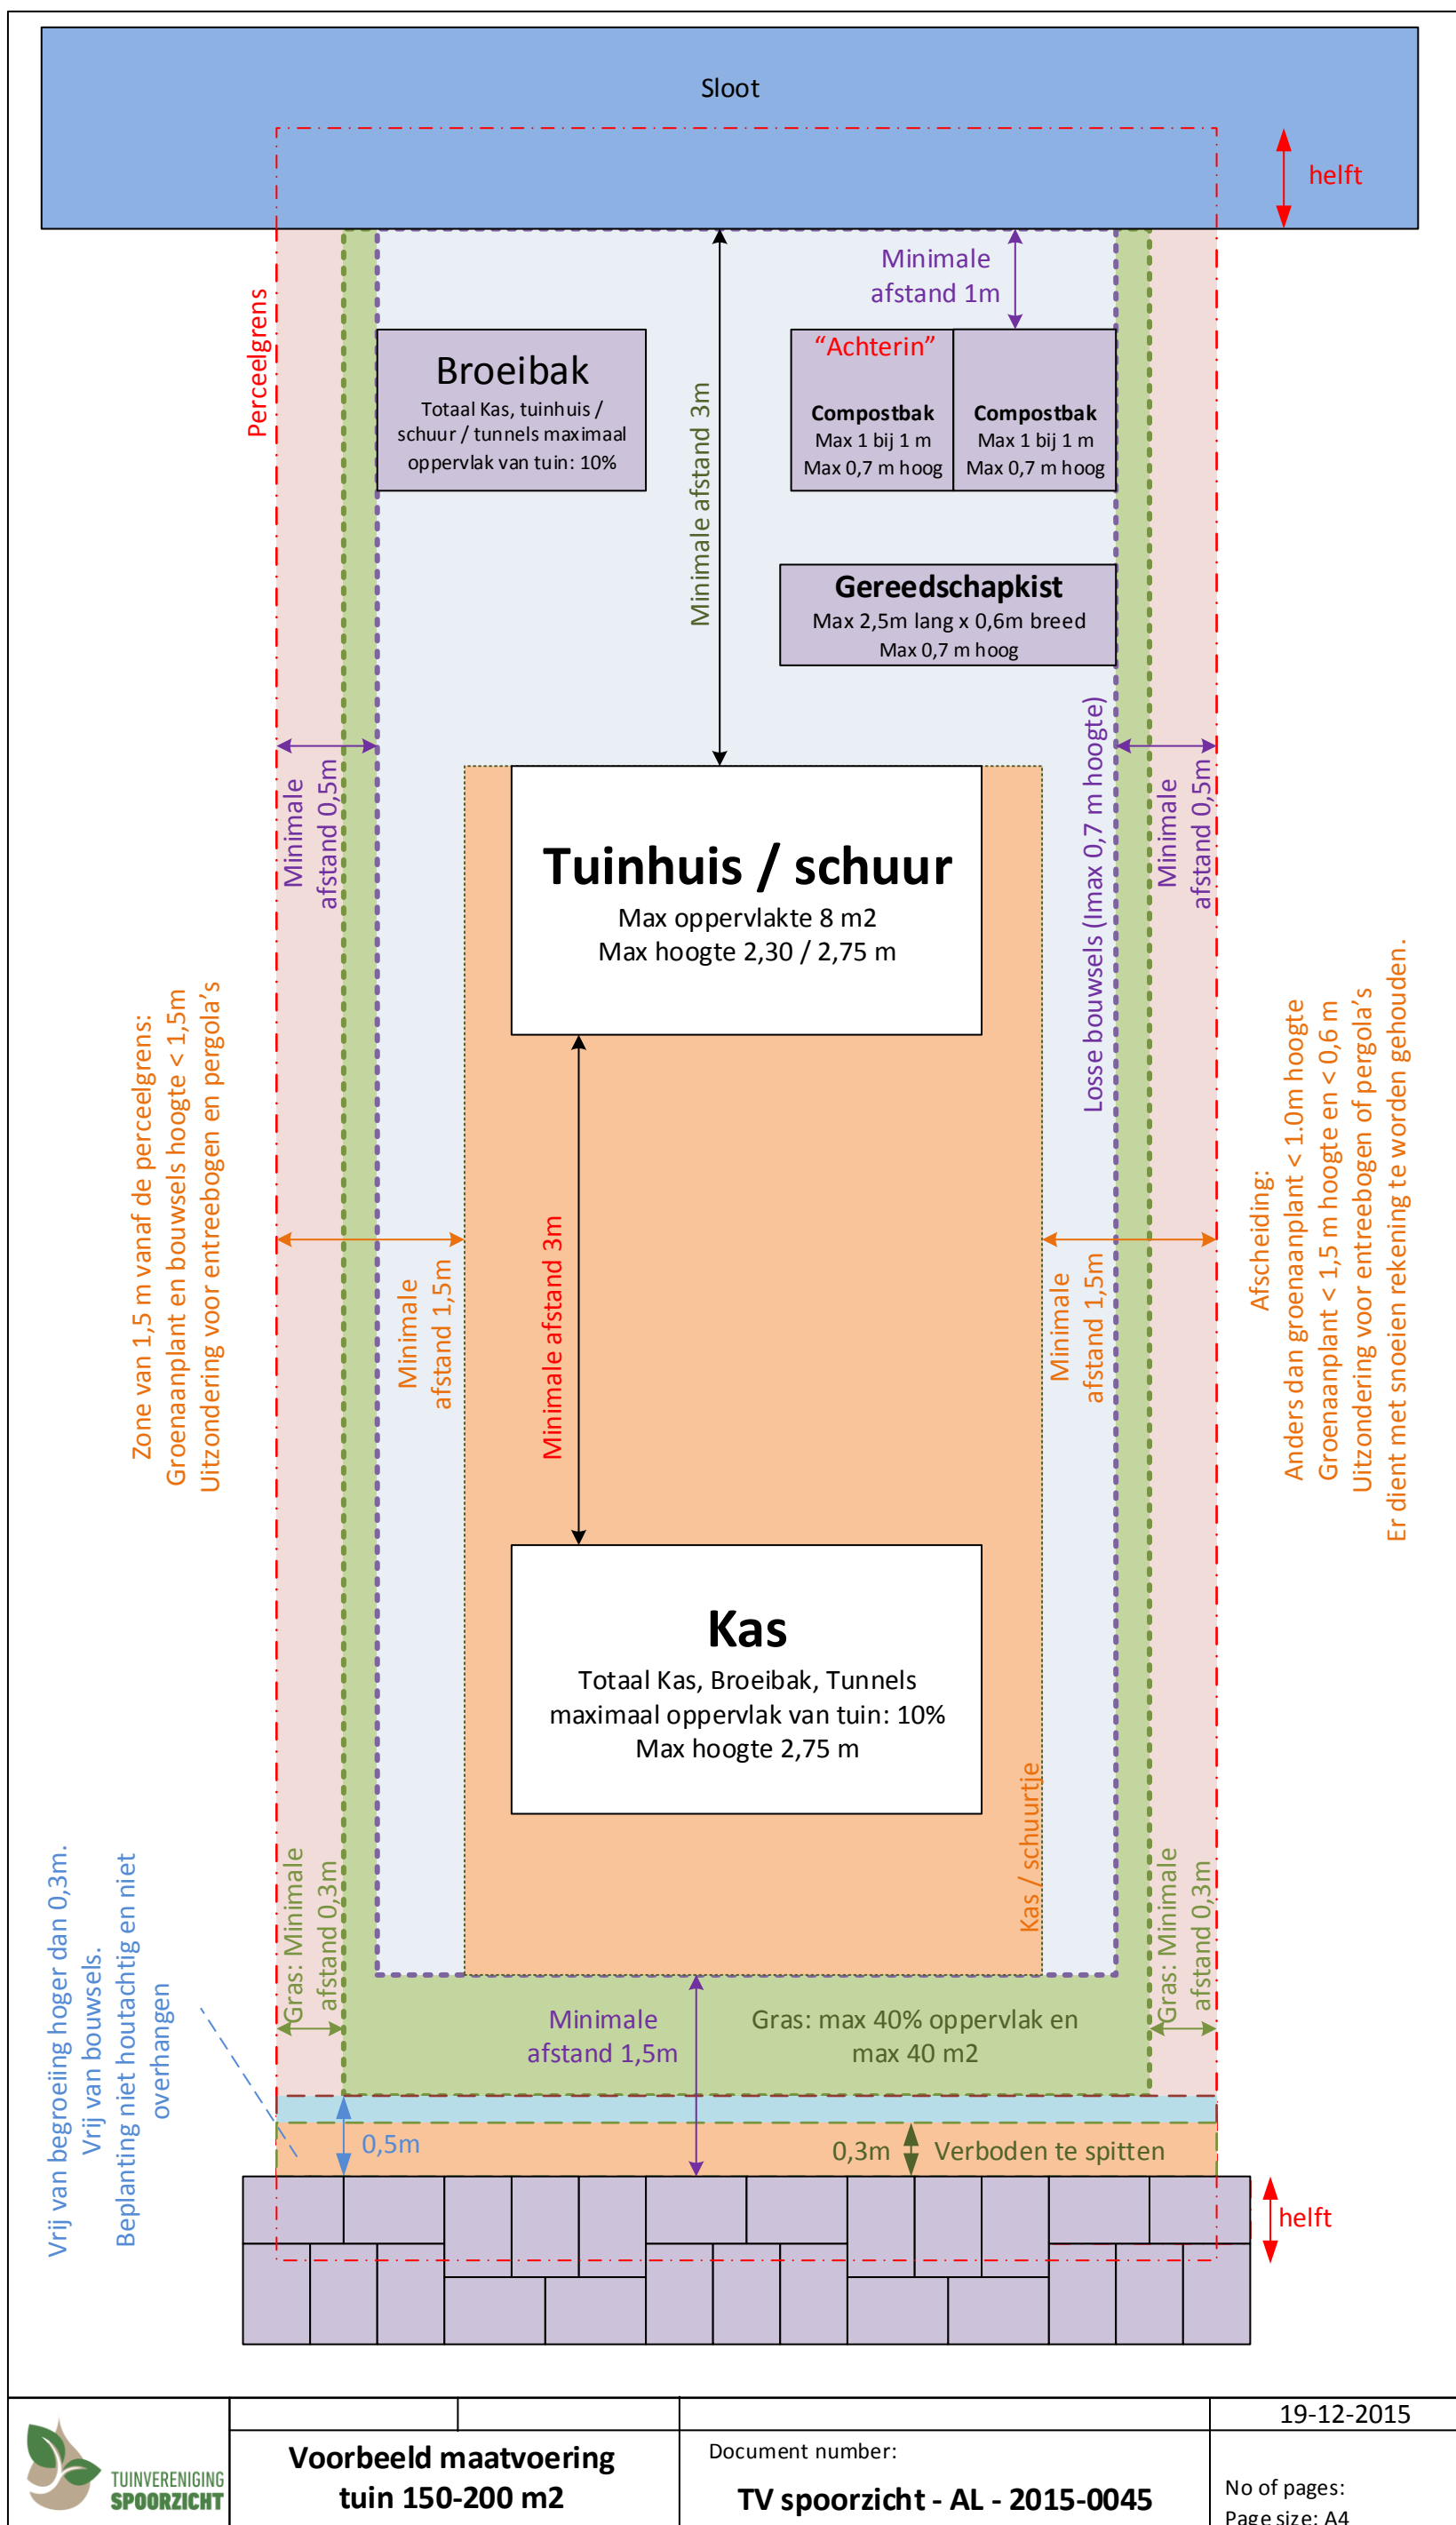 Sloot
helft
Perceelgrens
Minimale
afstand 1m
Broeibak
Totaal Kas, tuinhuis /
schuur / tunnels maximaal
oppervlak van tuin: 10%
Minimale afstand 3m
“Achterin”
Compostbak
Max 1 bij 1 m
Max 0,7 m hoog
Compostbak
Max 1 bij 1 m
Max 0,7 m hoog
Gereedschapkist
Max 2,5m lang x 0,6m breed
Max 0,7 m hoog
Minimale
afstand 0,5m
Losse bouwsels (lmax 0,7 m hoogte)
Minimale
afstand 0,5m
Tuinhuis / schuur
Max oppervlakte 8 m2
Max hoogte 2,30 / 2,75 m
Zone van 1,5 m vanaf de perceelgrens:
Groenaanplant en bouwsels hoogte < 1,5m
Uitzondering voor entreebogen en pergola’s
Afscheiding:
Anders dan groenaanplant < 1.0m hoogte
Groenaanplant < 1,5 m hoogte en < 0,6 m
Uitzondering voor entreebogen of pergola’s
Er dient met snoeien rekening te worden gehouden.
Minimale
afstand 1,5m
Minimale afstand 3m
Minimale
afstand 1,5m
Kas
Totaal Kas, Broeibak, Tunnels
maximaal oppervlak van tuin: 10%
Max hoogte 2,75 m
Kas / schuurtje
Gras: Minimale
afstand 0,3m
Gras: Minimale
afstand 0,3m
Vrij van begroeiing hoger dan 0,3m.
Vrij van bouwsels.
Beplanting niet houtachtig en niet
overhangen
Minimale
afstand 1,5m
Gras: max 40% oppervlak en
max 40 m2
0,5m
0,3m
Verboden te spitten
helft
19-12-2015
TUINVERENIGING
SPOORZICHT
Voorbeeld maatvoering
tuin 150-200 m2
Document number:
TV spoorzicht - AL - 2015-0045
No of pages:
Page size: A4